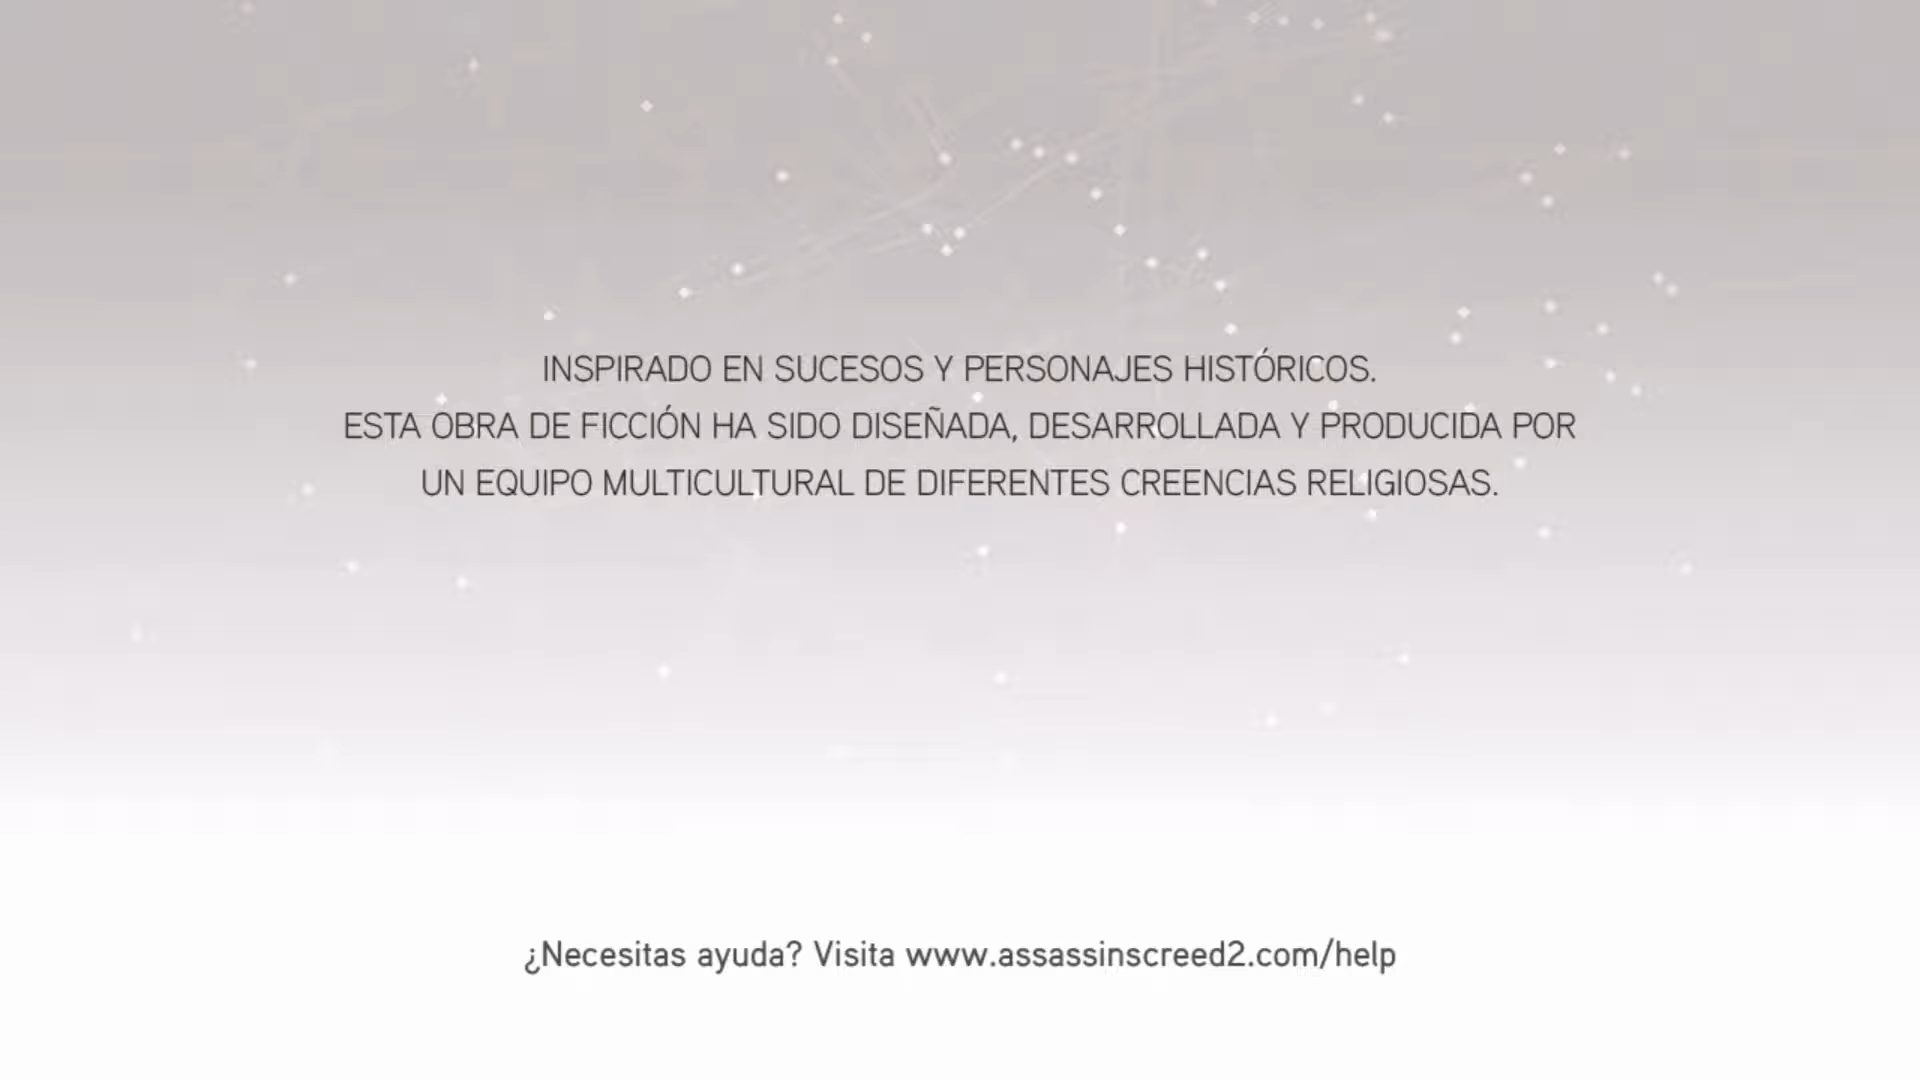 INSPIRADO EN SUCESOS Y PERSONAJES HISTÓRICOS.
ESTA OBRA DE FICCIÓN HA SIDO DISEÑADA, DESARROLLADA Y PRODUCIDA POR
UN EQUIPO MULTICULTURAL DE DIFERENTES CREENCIAS RELIGIOSAS.
¿Necesitas ayuda? Visita www.assassinscreed2.com/help